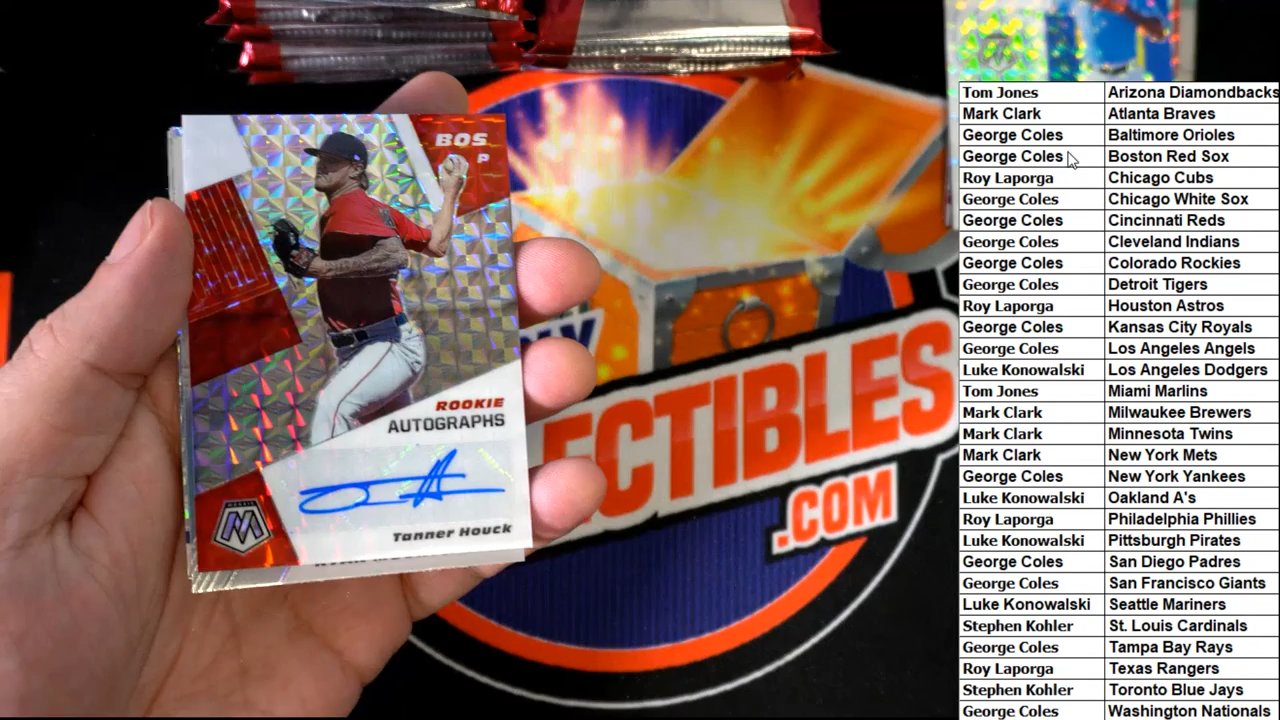 BOS
P
ROOKIE
AUTOGRAPHS
MOSAIC
M
Tanner Houck
ECTIBLES
.COM
Tom Jones Arizona Diamondbacks
Mark Clark Atlanta Braves
George Coles Baltimore Orioles
George Coles Boston Red Sox
Roy Laporga Chicago Cubs
George Coles Chicago White Sox
George Coles Cincinnati Reds
George Coles Cleveland Indians
George Coles Colorado Rockies
George Coles Detroit Tigers
Roy Laporga Houston Astros
George Coles Kansas City Royals
George Coles Los Angeles Angels
Luke Konowalski Los Angeles Dodgers
Tom Jones Miami Marlins
Mark Clark Milwaukee Brewers
Mark Clark Minnesota Twins
Mark Clark New York Mets
George Coles New York Yankees
Luke Konowalski Oakland A's
Roy Laporga Philadelphia Phillies
Luke Konowalski Pittsburgh Pirates
George Coles San Diego Padres
George Coles San Francisco Giants
Luke Konowalski Seattle Mariners
Stephen Kohler St. Louis Cardinals
George Coles Tampa Bay Rays
Roy Laporga Texas Rangers
Stephen Kohler Toronto Blue Jays
George Coles Washington Nationals